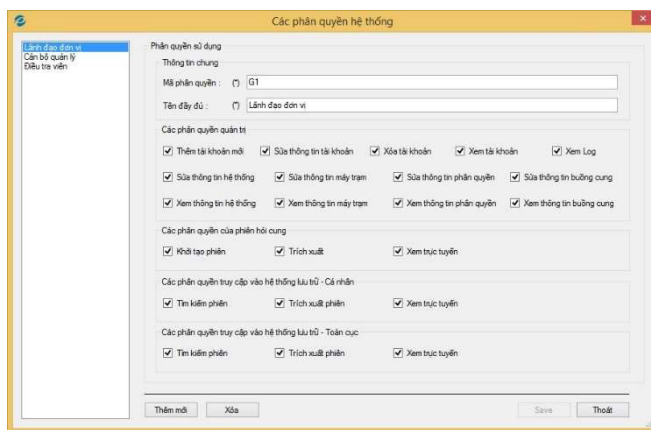 Các phân quyền hệ thống
Lãnh đạo đơn vị
Cán bộ quản lý
Điều tra viên
Phân quyền sử dụng
Thông tin chung
Mã phân quyền : (*) G1
Tên đầy đủ : (*) Lãnh đạo đơn vị
Các phân quyền quản trị
Thêm tài khoản mới Sửa thông tin tài khoản Xóa tài khoản Xem tài khoản Xem Log
Sửa thông tin hệ thống Sửa thông tin máy trạm Sửa thông tin phân quyền Sửa thông tin buồng cung
Xem thông tin hệ thống Xem thông tin máy trạm Xem thông tin phân quyền Xem thông tin buồng cung
Các phân quyền của phiên hỏi cung
Khởi tạo phiên Trích xuất Xem trực tuyến
Các phân quyền truy cập vào hệ thống lưu trữ - Cá nhân
Tìm kiếm phiên Trích xuất phiên Xem trực tuyến
Các phân quyền truy cập vào hệ thống lưu trữ - Toàn cục
Tìm kiếm phiên Trích xuất phiên Xem trực tuyến
Thêm mới Xóa Save Thoát